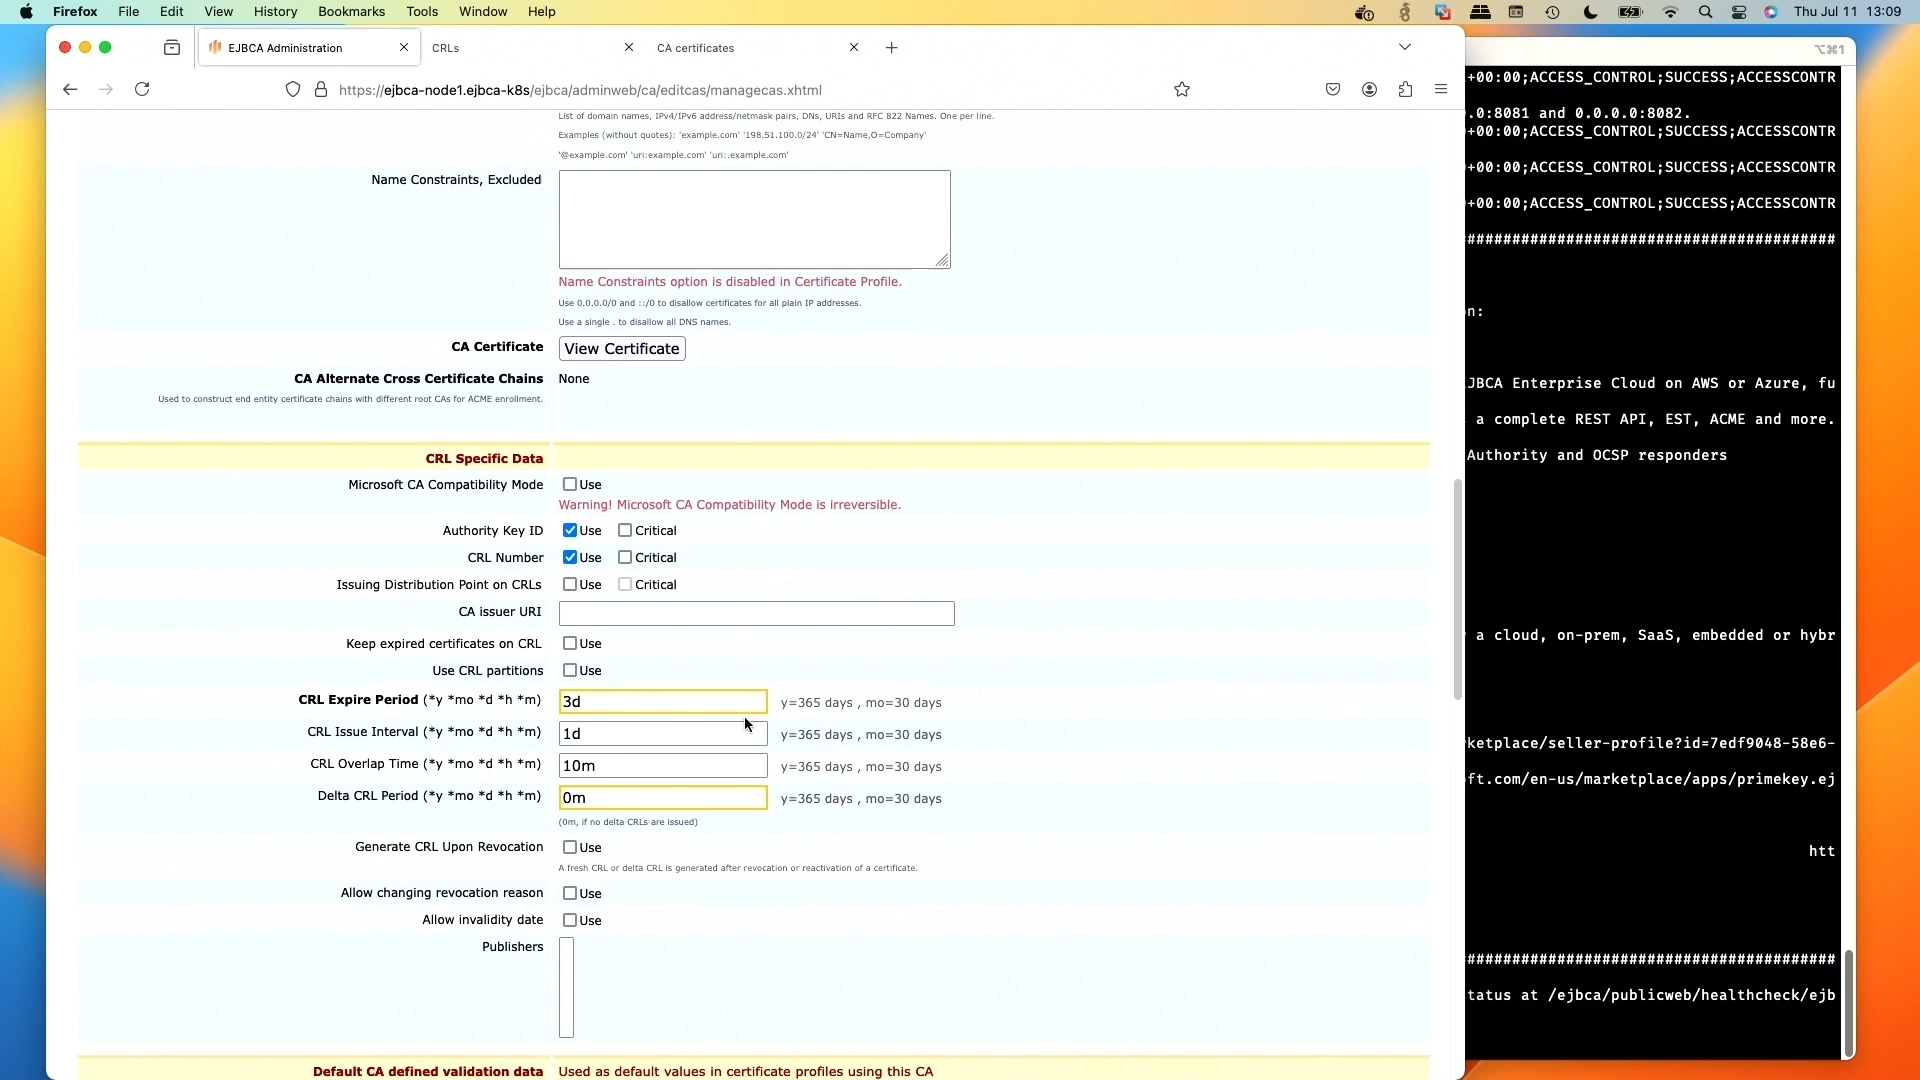 Firefox File Edit View History Bookmarks Tools Window Help Thu Jul 11 13:09
EJBCA Administration CRLs CA certificates
https://ejbca-node1.ejbca-k8s/ejbca/adminweb/ca/editcas/managecas.xhtml
List of domain names, IPv4/IPv6 address/netmask pairs, DNs, URIs and RFC 822 Names. One per line.
Examples (without quotes): 'example.com' '198.51.100.0/24' 'CN=Name,O=Company'
'@example.com' 'uri:example.com' 'uri:.example.com'
Name Constraints, Excluded
Name Constraints option is disabled in Certificate Profile.
Use 0.0.0.0/0 and ::/0 to disallow certificates for all plain IP addresses.
Use a single . to disallow all DNS names.
CA Certificate View Certificate
CA Alternate Cross Certificate Chains None
Used to construct end entity certificate chains with different root CAs for ACME enrollment.
CRL Specific Data
Microsoft CA Compatibility Mode Use
Warning! Microsoft CA Compatibility Mode is irreversible.
Authority Key ID Use Critical
CRL Number Use Critical
Issuing Distribution Point on CRLs Use Critical
CA issuer URI
Keep expired certificates on CRL Use
Use CRL partitions Use
CRL Expire Period (*y *mo *d *h *m) 3d y=365 days , mo=30 days
CRL Issue Interval (*y *mo *d *h *m) 1d y=365 days , mo=30 days
CRL Overlap Time (*y *mo *d *h *m) 10m y=365 days , mo=30 days
Delta CRL Period (*y *mo *d *h *m) 0m y=365 days , mo=30 days
(0m, if no delta CRLs are issued)
Generate CRL Upon Revocation Use
A fresh CRL or delta CRL is generated after revocation or reactivation of a certificate.
Allow changing revocation reason Use
Allow invalidity date Use
Publishers
Default CA defined validation data Used as default values in certificate profiles using this CA
⌥⌘1
+00:00;ACCESS_CONTROL;SUCCESS;ACCESSCONTR
.0:8081 and 0.0.0.0:8082.
+00:00;ACCESS_CONTROL;SUCCESS;ACCESSCONTR
+00:00;ACCESS_CONTROL;SUCCESS;ACCESSCONTR
+00:00;ACCESS_CONTROL;SUCCESS;ACCESSCONTR
#########################################
n:
JBCA Enterprise Cloud on AWS or Azure, fu
a complete REST API, EST, ACME and more.
Authority and OCSP responders
a cloud, on-prem, SaaS, embedded or hybr
ketplace/seller-profile?id=7edf9048-58e6-
ft.com/en-us/marketplace/apps/primekey.ej
htt
#########################################
tatus at /ejbca/publicweb/healthcheck/ejb